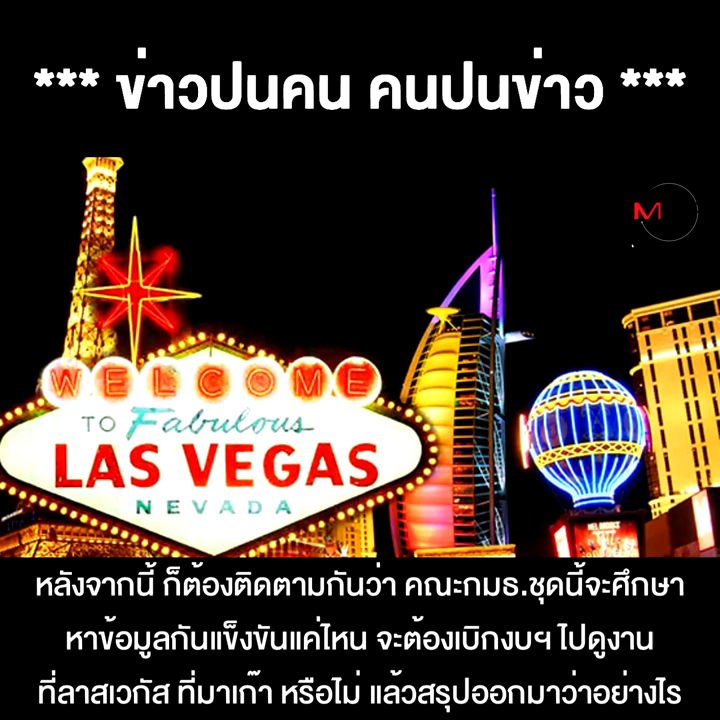 *** ข่าวปนคน คนปนข่าว ***
M
WELCOME
TO Fabulous
LAS VEGAS
NEVADA
หลังจากนี้ ก็ต้องติดตามกันว่า คณะกมธ.ชุดนี้จะศึกษา
หาข้อมูลกันแข็งขันแค่ไหน จะต้องเบิกงบฯ ไปดูงาน
ที่ลาสเวกัส ที่มาเก๊า หรือไม่ แล้วสรุปออกมาว่าอย่างไร